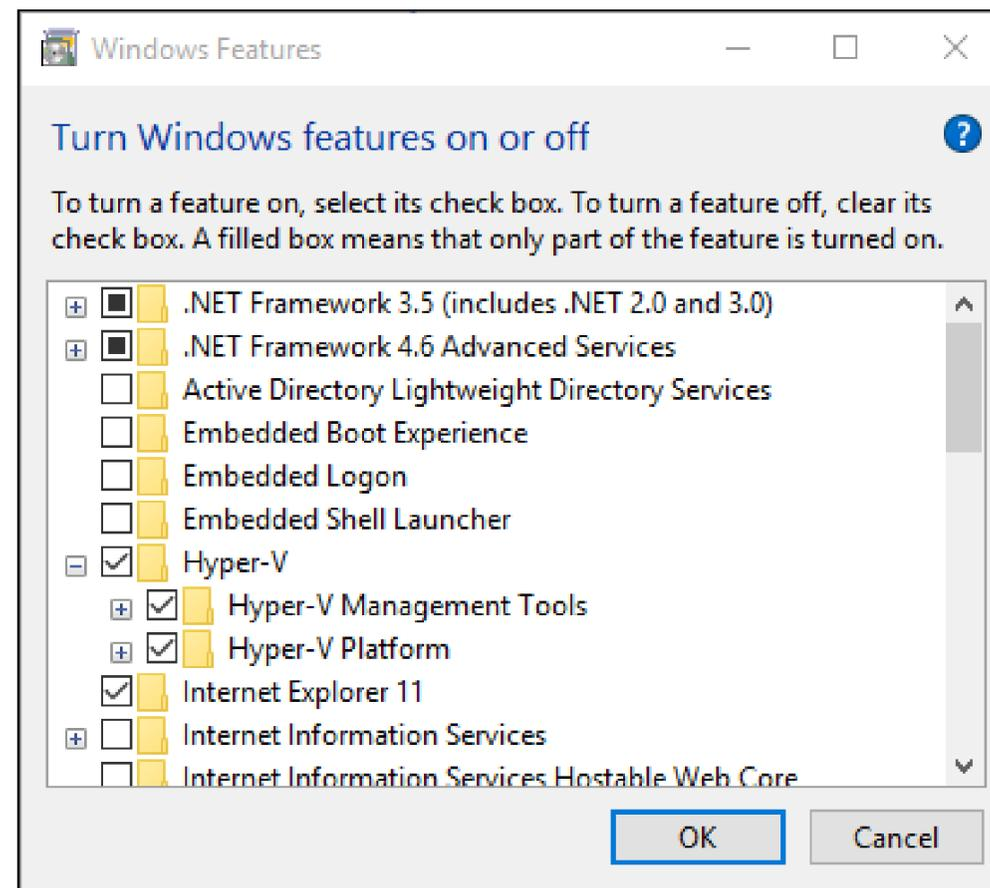 Windows Features
Turn Windows features on or off
?
To turn a feature on, select its check box. To turn a feature off, clear its
check box. A filled box means that only part of the feature is turned on.
.NET Framework 3.5 (includes .NET 2.0 and 3.0)
.NET Framework 4.6 Advanced Services
Active Directory Lightweight Directory Services
Embedded Boot Experience
Embedded Logon
Embedded Shell Launcher
Hyper-V
Hyper-V Management Tools
Hyper-V Platform
Internet Explorer 11
Internet Information Services
Internet Information Services Hostable Web Core
OK
Cancel